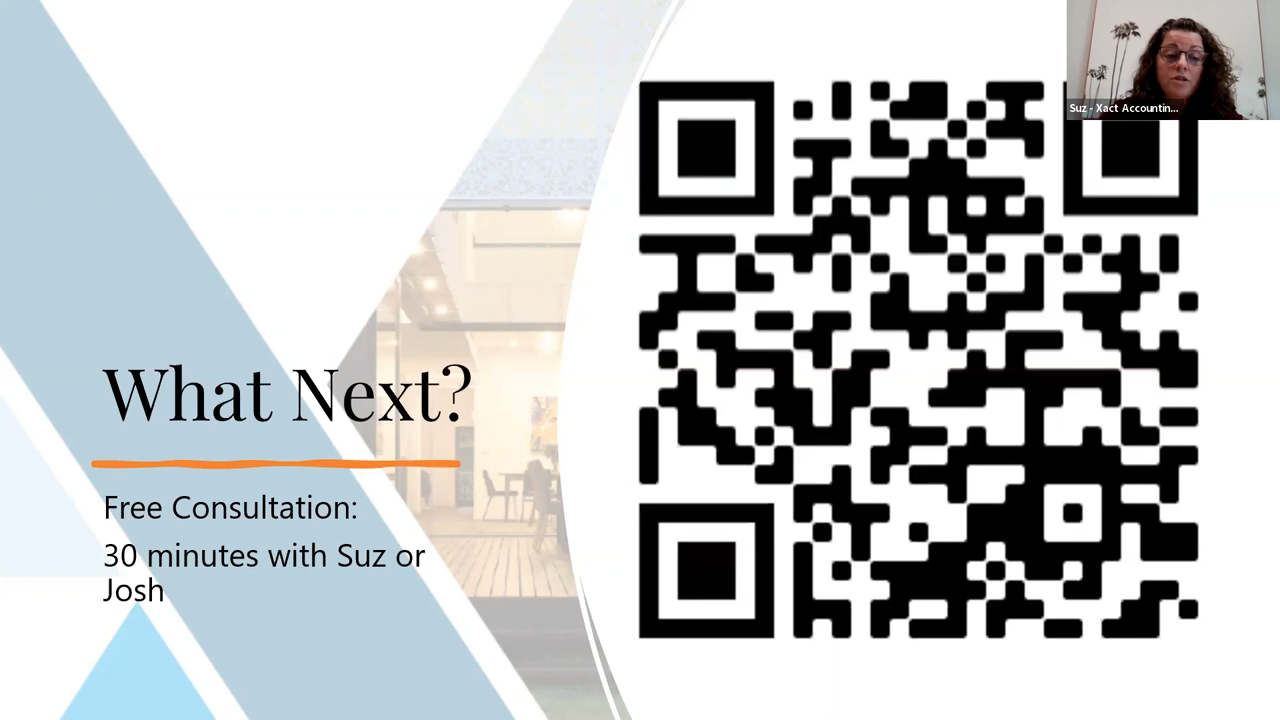 Suz - Xact Accountin...
What Next?
Free Consultation:
30 minutes with Suz or
Josh